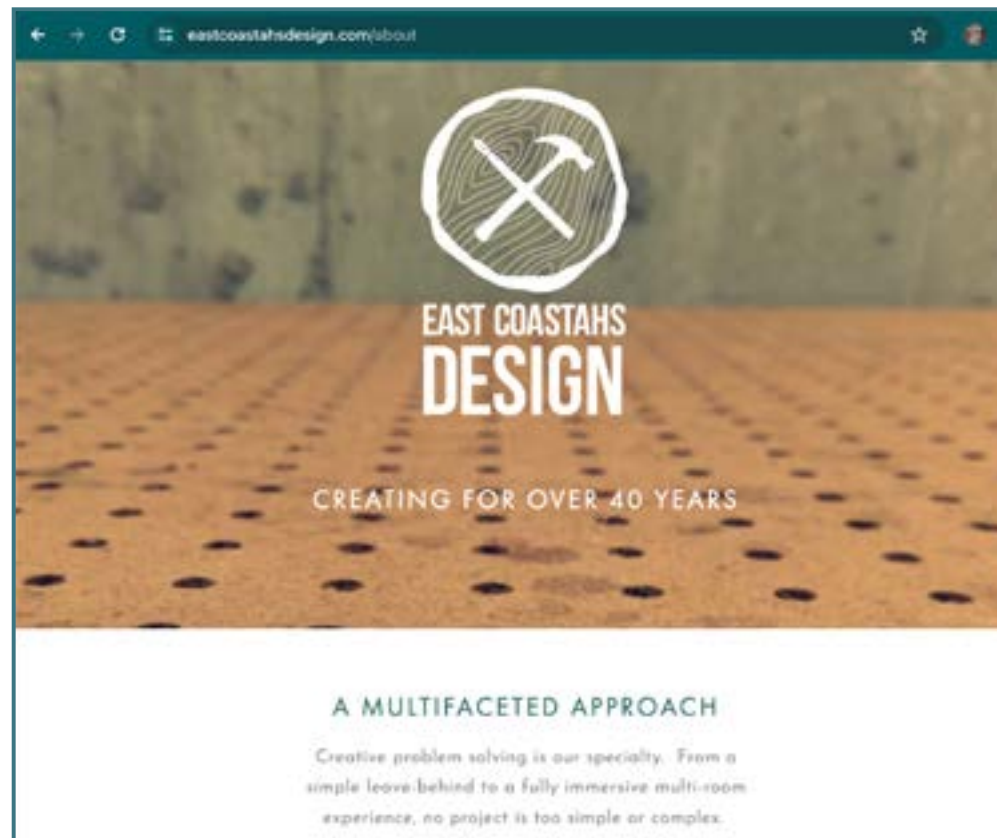 eastcoastahsdesign.com/about
EAST COASTAHS
DESIGN
CREATING FOR OVER 40 YEARS
A MULTIFACETED APPROACH
Creative problem solving is our specialty. From a
simple leave-behind to a fully immersive multi-room
experience, no project is too simple or complex.